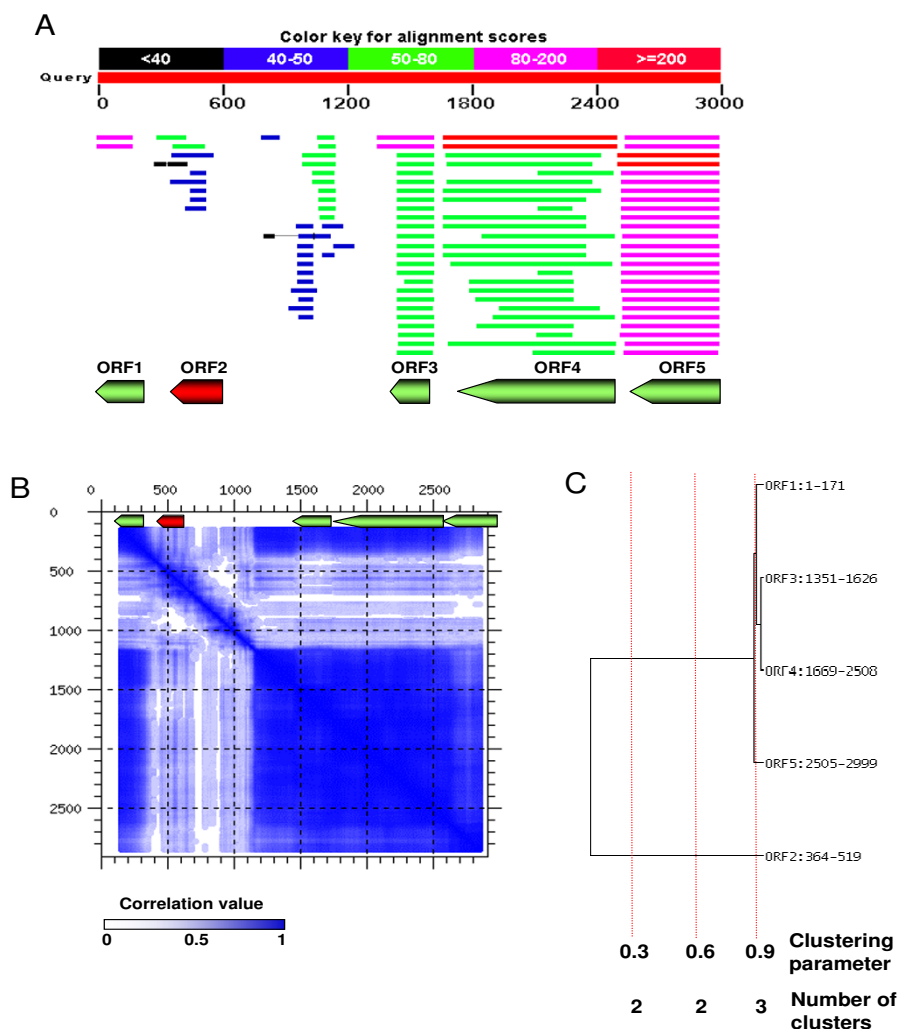 A
Color key for alignment scores
<40 40-50 50-80 80-200 >=200
Query
0 600 1200 1800 2400 3000
ORF1 ORF2 ORF3 ORF4 ORF5
B
0 500 1000 1500 2000 2500
0
500
1000
1500
2000
2500
Correlation value
0 0.5 1
C
ORF1:1-171
ORF3:1351-1626
ORF4:1669-2508
ORF5:2505-2999
ORF2:364-519
0.3 0.6 0.9 Clustering
parameter
2 2 3 Number of
clusters